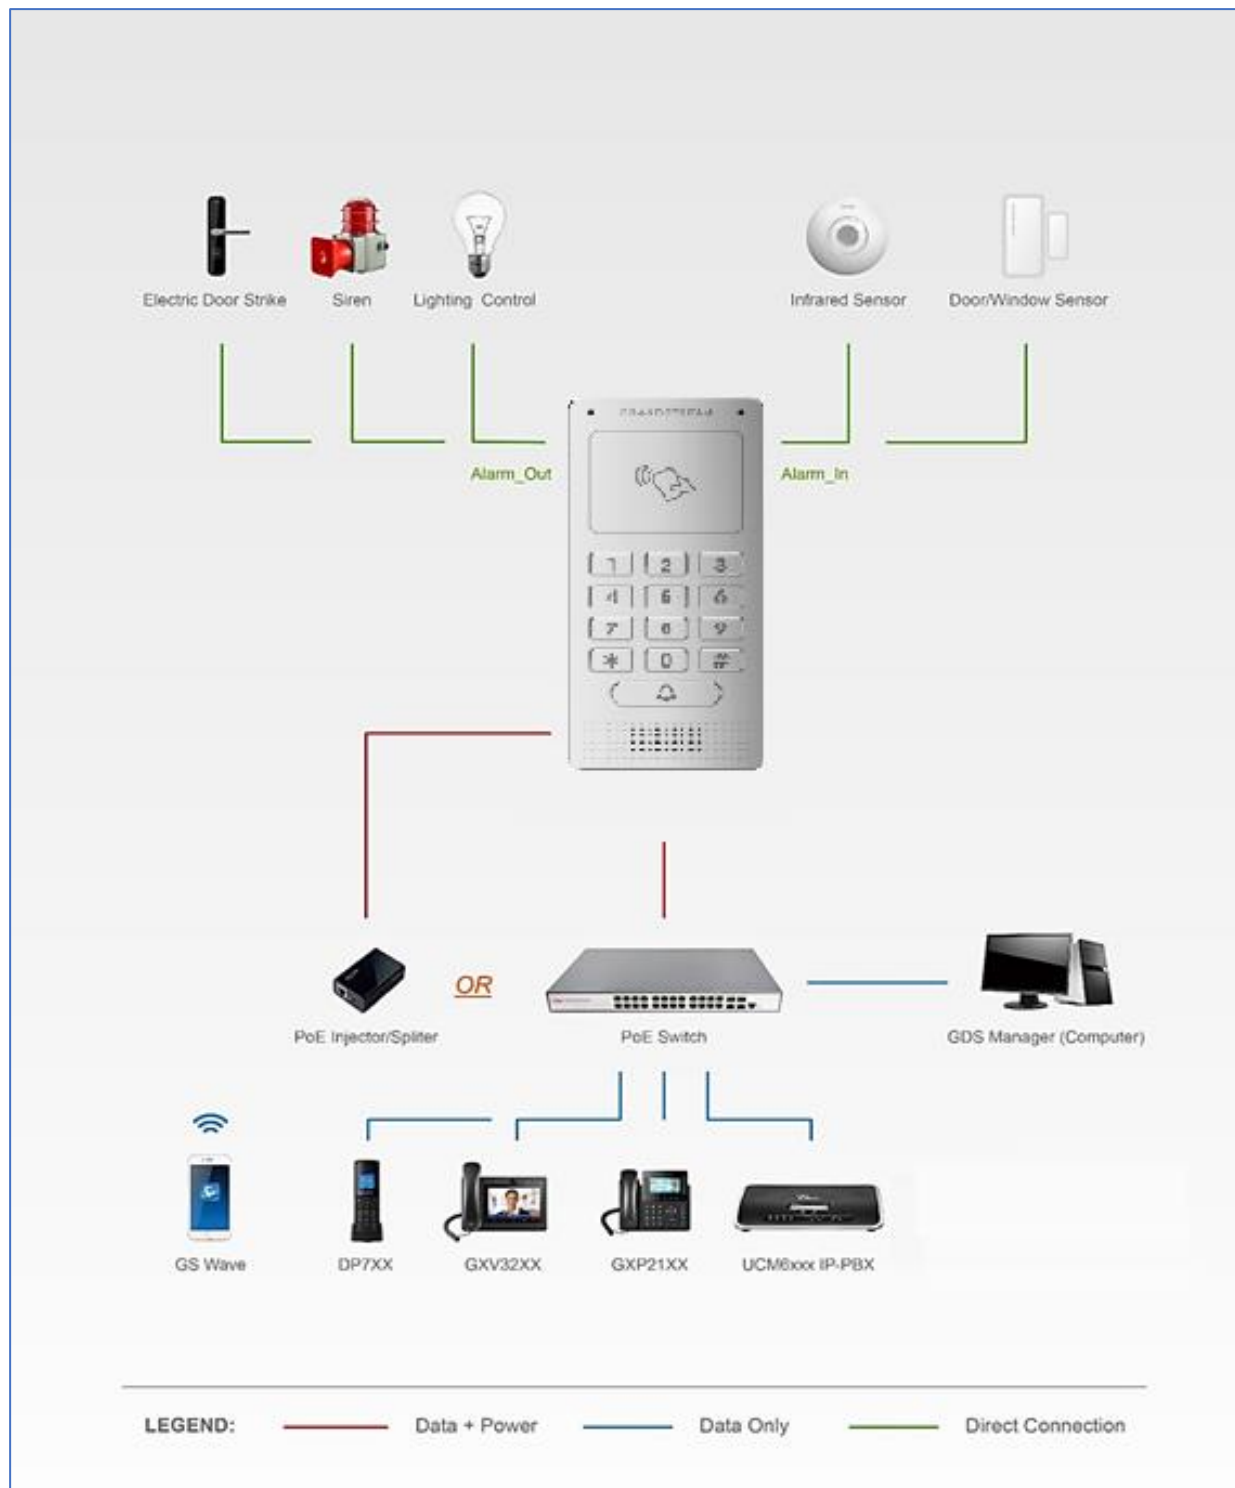 Electric Door Strike
Siren
Lighting Control
Infrared Sensor
Door/Window Sensor
GRANDSTREAM
Alarm_Out
Alarm_In
1 2 3
4 5 6
7 8 9
* 0 #
PoE Injector/Spliter
OR
PoE Switch
GDS Manager (Computer)
GS Wave
DP7XX
GXV32XX
GXP21XX
UCM6xxx IP-PBX
LEGEND:
Data + Power
Data Only
Direct Connection